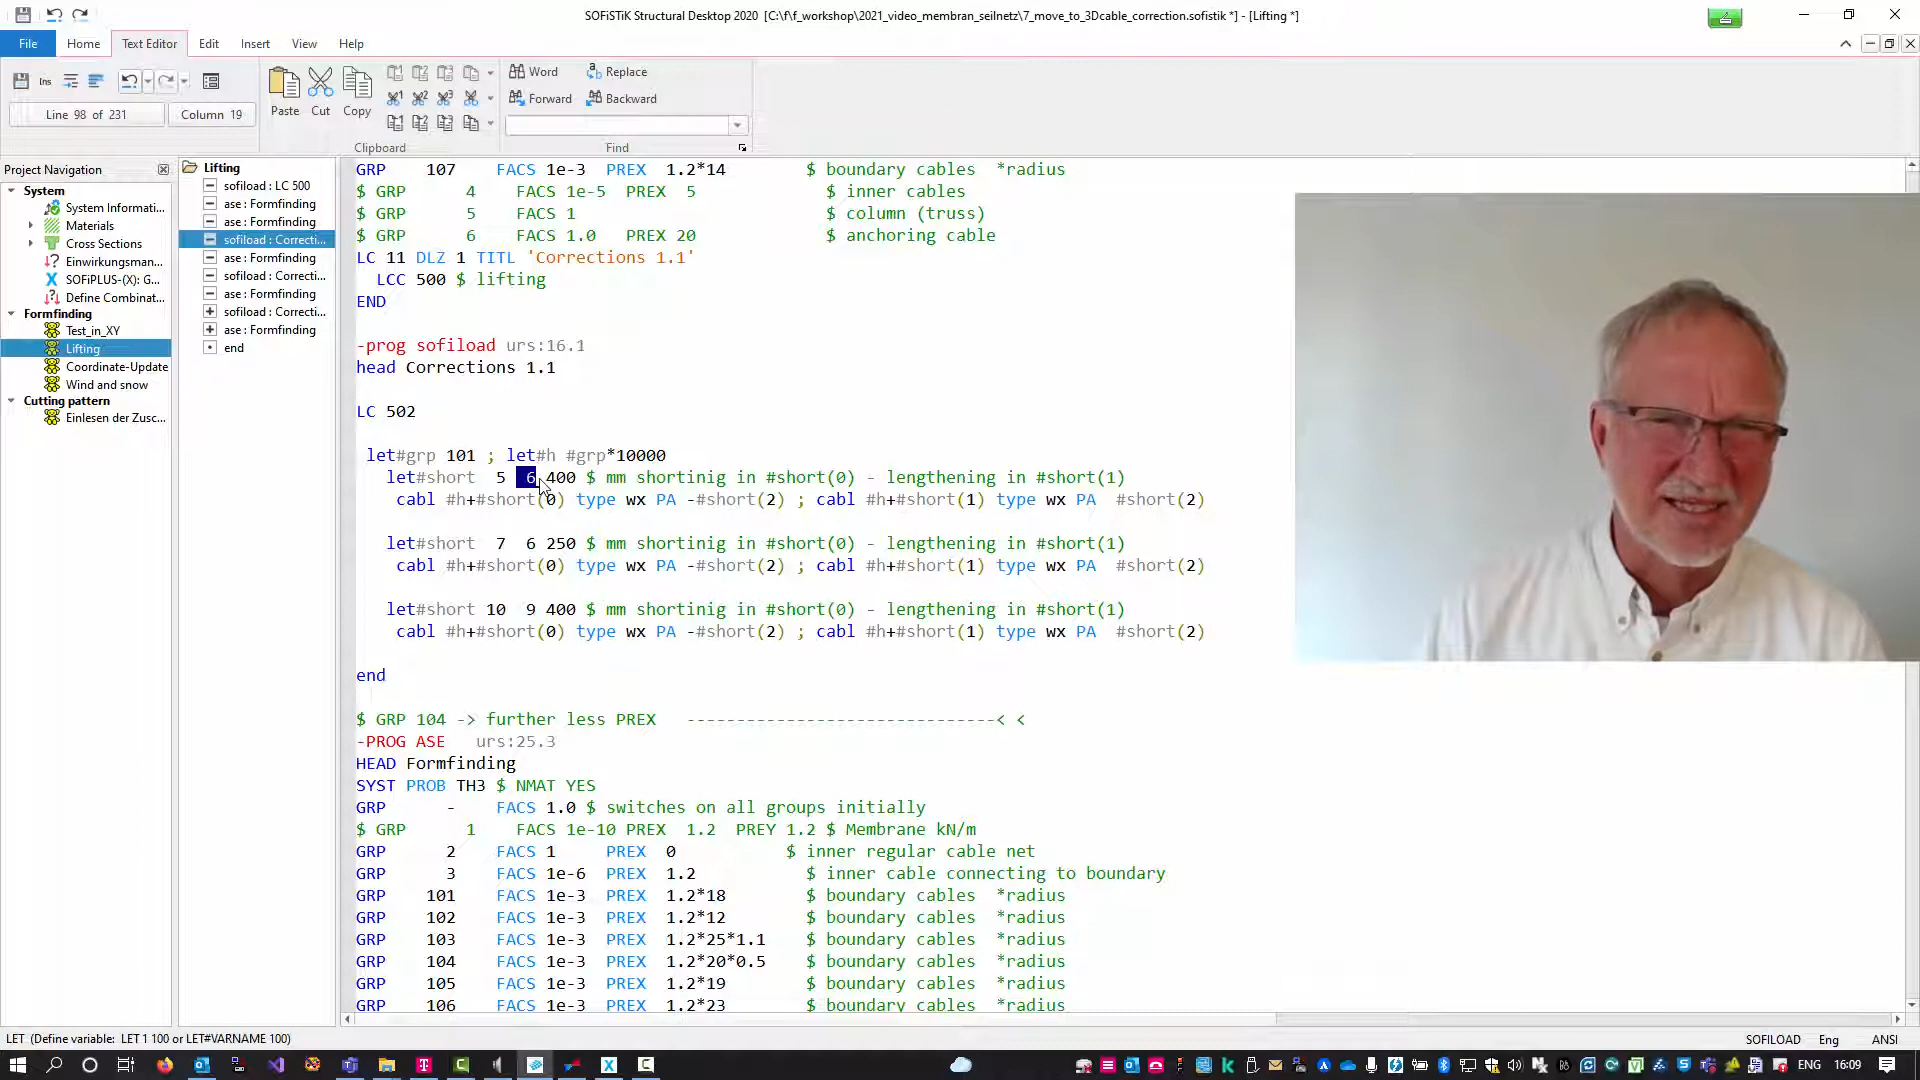 SOFiSTiK Structural Desktop 2020 [C:\f\f_workshop\2021_video_membran_seilnetz\7_move_to_3Dcable_correction.sofistik *] - [Lifting *]
File Home Text Editor Edit Insert View Help
Ins
Line 98 of 231 Column 19
Paste Cut Copy
Clipboard
Word Replace
Forward Backward
Find
Project Navigation
System
System Informati...
Materials
Cross Sections
Einwirkungsman...
SOFiPLUS-(X): G...
Define Combinat...
Formfinding
Test_in_XY
Lifting
Coordinate-Update
Wind and snow
Cutting pattern
Einlesen der Zusc...
Lifting
sofiload : LC 500
ase : Formfinding
ase : Formfinding
sofiload : Correcti...
ase : Formfinding
sofiload : Correcti...
ase : Formfinding
sofiload : Correcti...
ase : Formfinding
end
GRP 107 FACS 1e-3 PREX 1.2*14 $ boundary cables *radius
$ GRP 4 FACS 1e-5 PREX 5 $ inner cables
$ GRP 5 FACS 1 $ column (truss)
$ GRP 6 FACS 1.0 PREX 20 $ anchoring cable
LC 11 DLZ 1 TITL 'Corrections 1.1'
LCC 500 $ lifting
END
-prog sofiload urs:16.1
head Corrections 1.1
LC 502
let#grp 101 ; let#h #grp*10000
let#short 5 6 400 $ mm shortinig in #short(0) - lengthening in #short(1)
cabl #h+#short(0) type wx PA -#short(2) ; cabl #h+#short(1) type wx PA #short(2)
let#short 7 6 250 $ mm shortinig in #short(0) - lengthening in #short(1)
cabl #h+#short(0) type wx PA -#short(2) ; cabl #h+#short(1) type wx PA #short(2)
let#short 10 9 400 $ mm shortinig in #short(0) - lengthening in #short(1)
cabl #h+#short(0) type wx PA -#short(2) ; cabl #h+#short(1) type wx PA #short(2)
end
$ GRP 104 -> further less PREX -------------------------------< <
-PROG ASE urs:25.3
HEAD Formfinding
SYST PROB TH3 $ NMAT YES
GRP - FACS 1.0 $ switches on all groups initially
$ GRP 1 FACS 1e-10 PREX 1.2 PREY 1.2 $ Membrane kN/m
GRP 2 FACS 1 PREX 0 $ inner regular cable net
GRP 3 FACS 1e-6 PREX 1.2 $ inner cable connecting to boundary
GRP 101 FACS 1e-3 PREX 1.2*18 $ boundary cables *radius
GRP 102 FACS 1e-3 PREX 1.2*12 $ boundary cables *radius
GRP 103 FACS 1e-3 PREX 1.2*25*1.1 $ boundary cables *radius
GRP 104 FACS 1e-3 PREX 1.2*20*0.5 $ boundary cables *radius
GRP 105 FACS 1e-3 PREX 1.2*19 $ boundary cables *radius
GRP 106 FACS 1e-3 PREX 1.2*23 $ boundary cables *radius
LET (Define variable: LET 1 100 or LET#VARNAME 100) SOFILOAD Eng ANSI
ENG 16:09